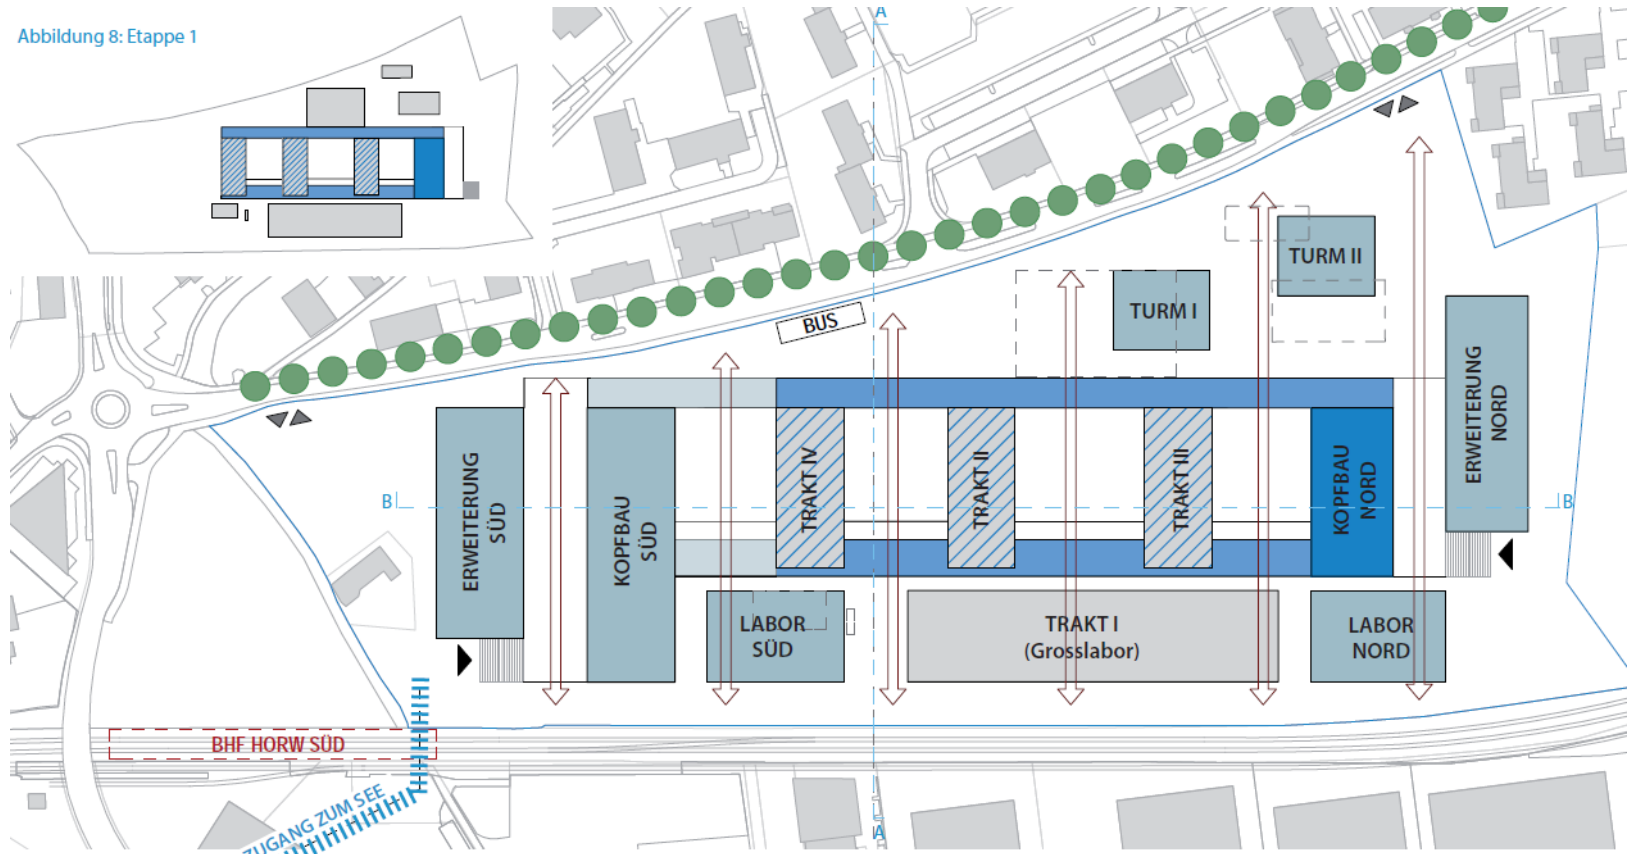 Abbildung 8: Etappe 1
A
TURM II
TURM I
BUS
ERWEITERUNG
NORD
ERWEITERUNG
SÜD
KOPFBAU
SÜD
TRAKT IV
TRAKT II
TRAKT III
KOPFBAU
NORD
B
B
LABOR
SÜD
TRAKT I
(Grosslabor)
LABOR
NORD
BHF HORW SÜD
ZUGANG ZUM SEE
A